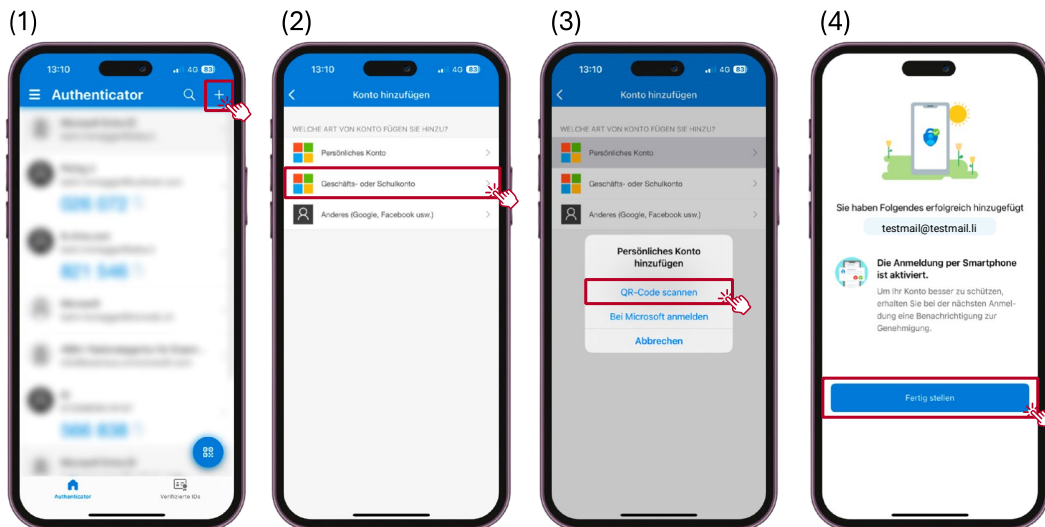 (1)
(2)
(3)
(4)
13:10
4G 83
Authenticator
Authenticator
Verifizierte IDs
13:10
4G 83
Konto hinzufügen
WELCHE ART VON KONTO FÜGEN SIE HINZU?
Persönliches Konto
Geschäfts- oder Schulkonto
Anderes (Google, Facebook usw.)
13:10
4G 83
Konto hinzufügen
WELCHE ART VON KONTO FÜGEN SIE HINZU?
Persönliches Konto
Geschäfts- oder Schulkonto
Anderes (Google, Facebook usw.)
Persönliches Konto
hinzufügen
QR-Code scannen
Bei Microsoft anmelden
Abbrechen
Sie haben Folgendes erfolgreich hinzugefügt
testmail@testmail.li
Die Anmeldung per Smartphone
ist aktiviert.
Um Ihr Konto besser zu schützen,
erhalten Sie bei der nächsten Anmel-
dung eine Benachrichtigung zur
Genehmigung.
Fertig stellen